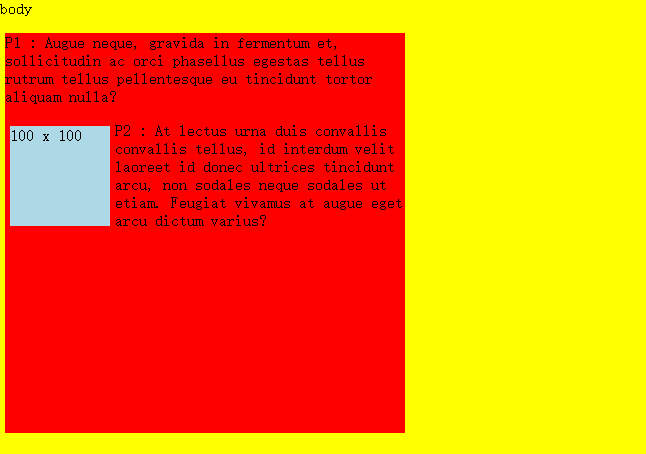 body
P1 : Augue neque, gravida in fermentum et,
sollicitudin ac orci phasellus egestas tellus
rutrum tellus pellentesque eu tincidunt tortor
aliquam nulla?
100 x 100
P2 : At lectus urna duis convallis
convallis tellus, id interdum velit
laoreet id donec ultrices tincidunt
arcu, non sodales neque sodales ut
etiam. Feugiat vivamus at augue eget
arcu dictum varius?